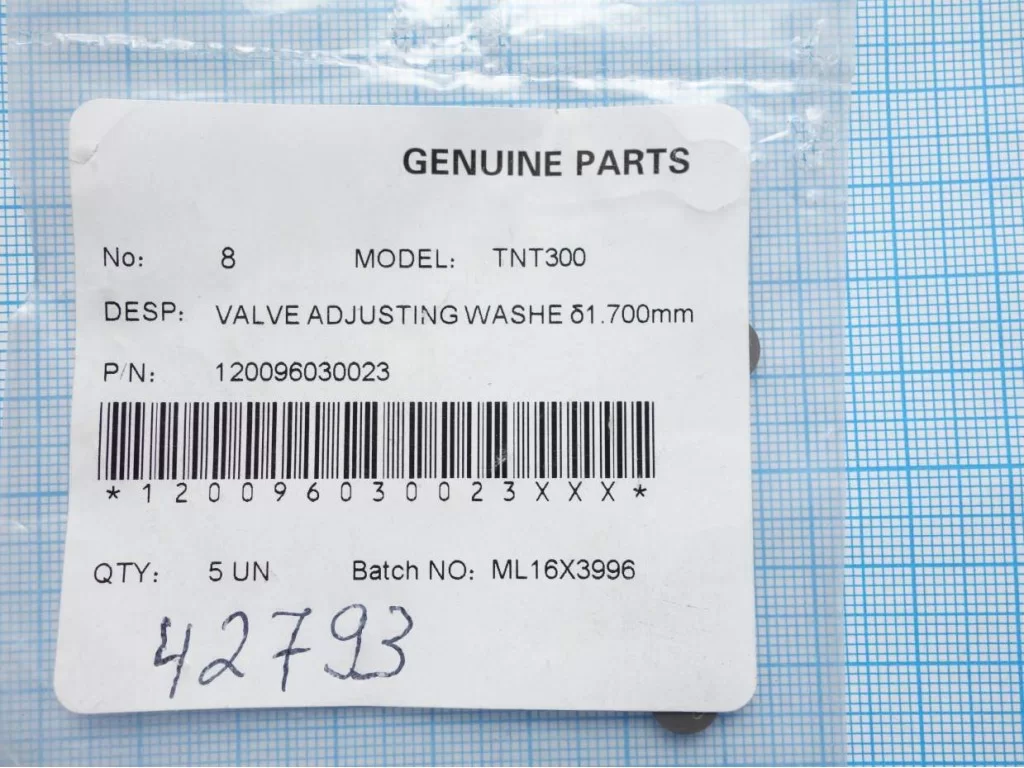 GENUINE PARTS
No: 8 MODEL: TNT300
DESP: VALVE ADJUSTING WASHE δ1.700mm
P/N: 120096030023
*120096030023XXX*
QTY: 5 UN Batch NO: ML16X3996
42793